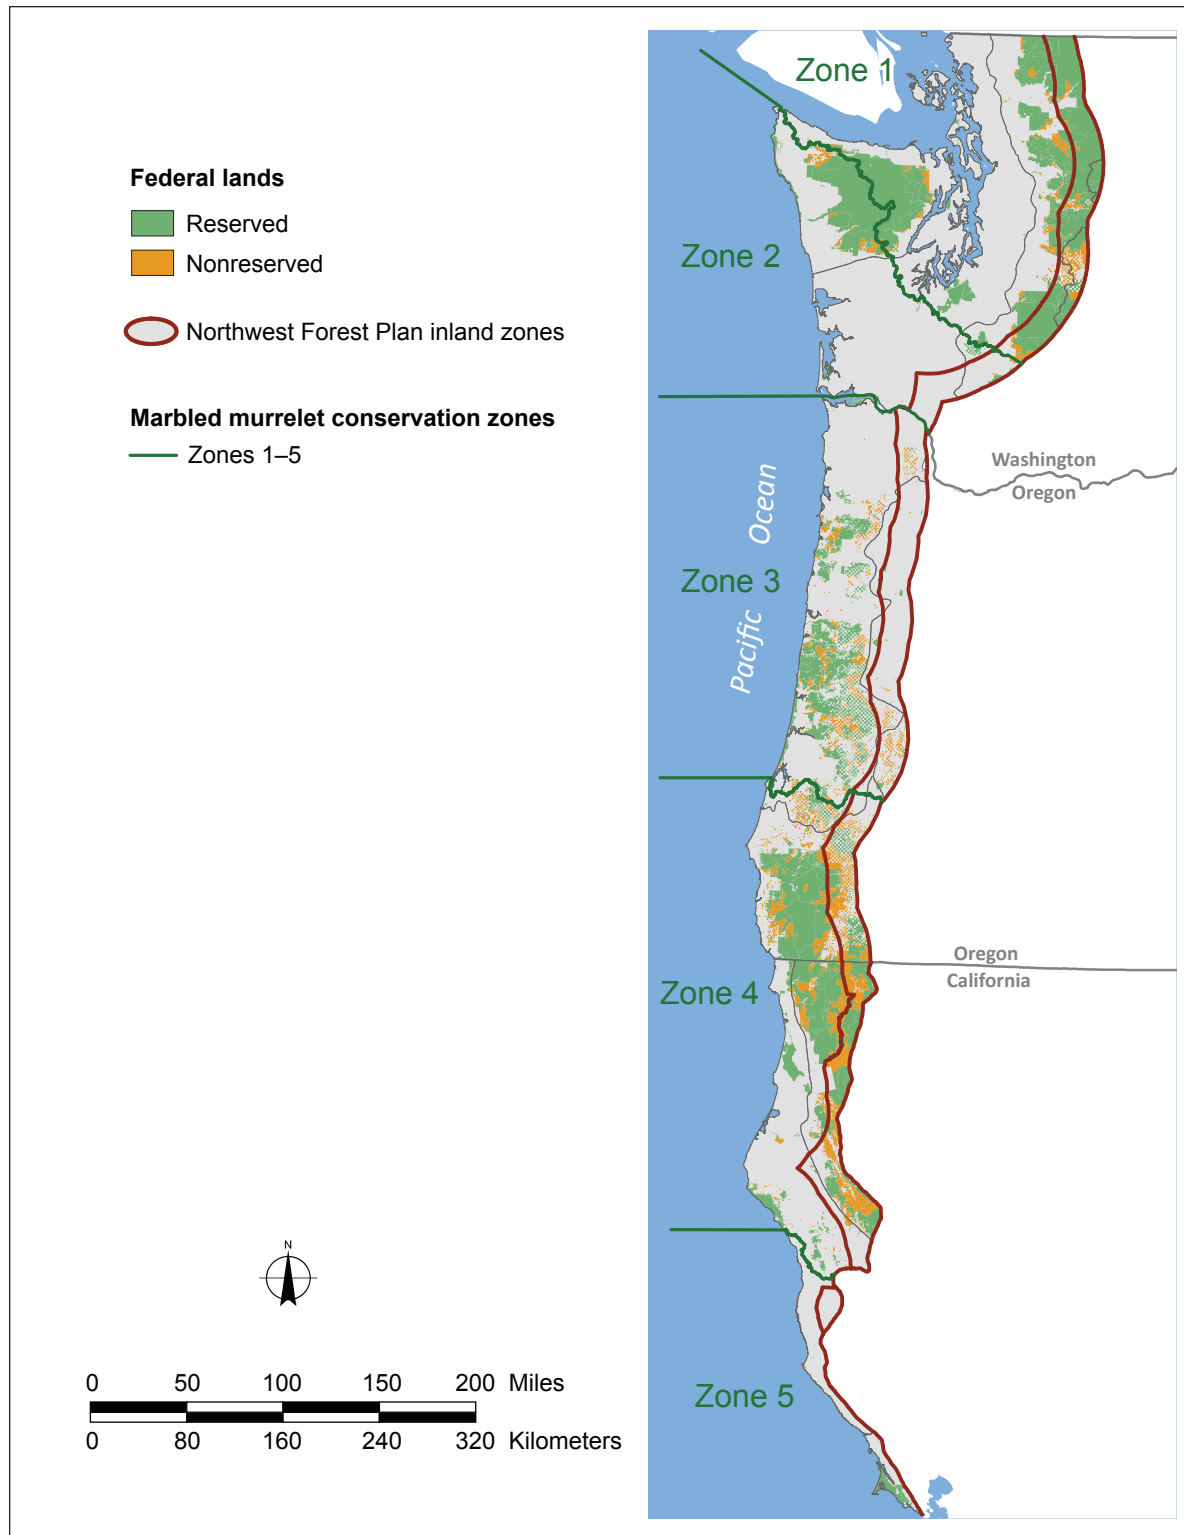 Federal lands
Reserved
Nonreserved
Northwest Forest Plan inland zones
Marbled murrelet conservation zones
Zones 1–5
Zone 1
Zone 2
Washington
Oregon
Pacific Ocean
Zone 3
Oregon
California
Zone 4
Zone 5
N
0 50 100 150 200 Miles
0 80 160 240 320 Kilometers